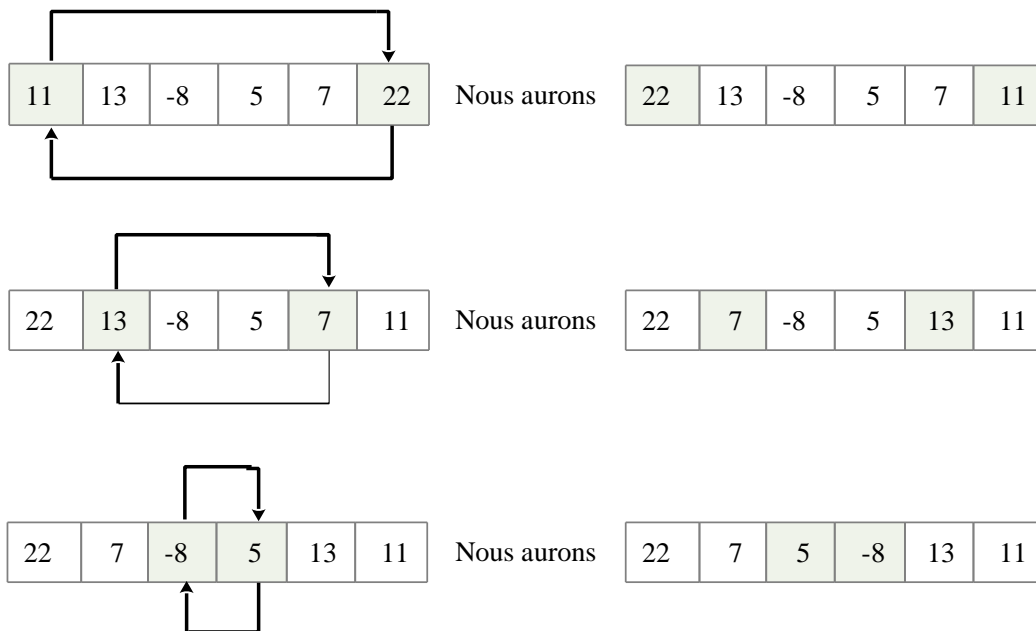 11 13 -8 5 7 22 Nous aurons 22 13 -8 5 7 11
22 13 -8 5 7 11 Nous aurons 22 7 -8 5 13 11
22 7 -8 5 13 11 Nous aurons 22 7 5 -8 13 11